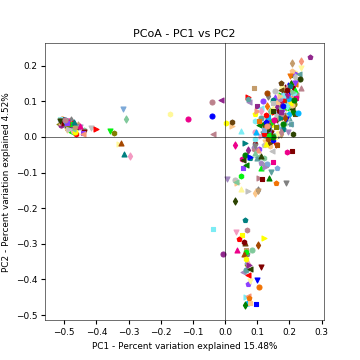 PCoA - PC1 vs PC2
0.2
0.1
0.0
−0.1
−0.2
−0.3
−0.4
−0.5
PC2 - Percent variation explained 4.52%
−0.5 −0.4 −0.3 −0.2 −0.1 0.0 0.1 0.2 0.3
PC1 - Percent variation explained 15.48%